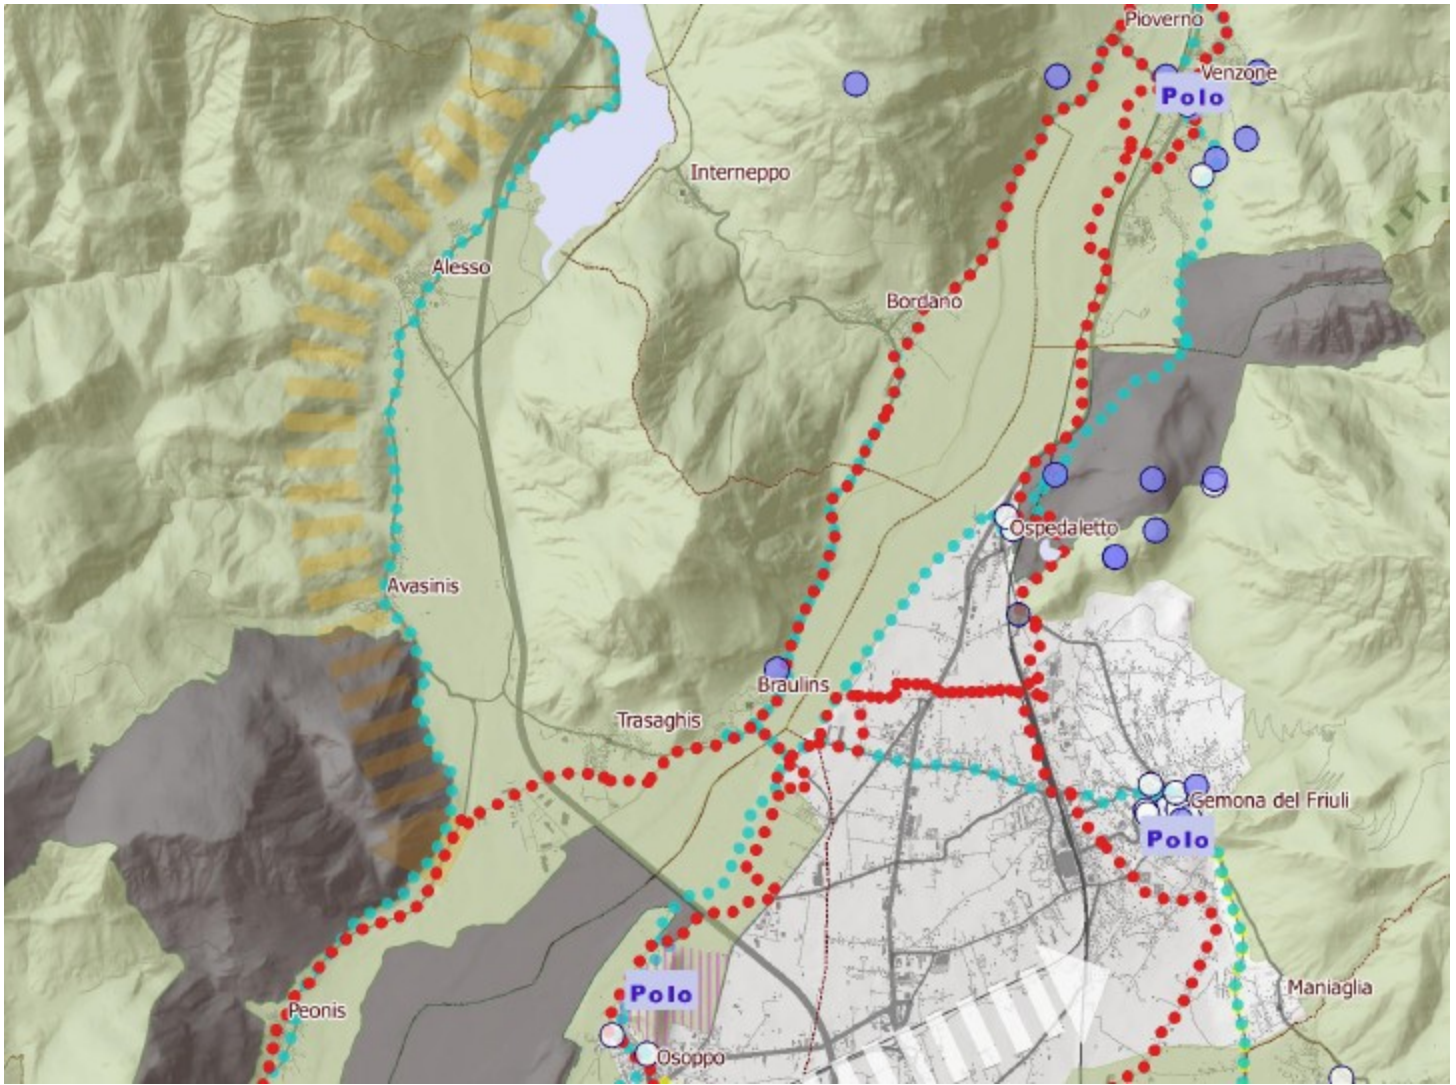 Pioverno
Venzone
Polo
Interneppo
Alesso
Bordano
Ospedaletto
Avasinis
Braulins
Trasaghis
Gemona del Friuli
Polo
Maniaglia
Polo
Peonis
Osoppo